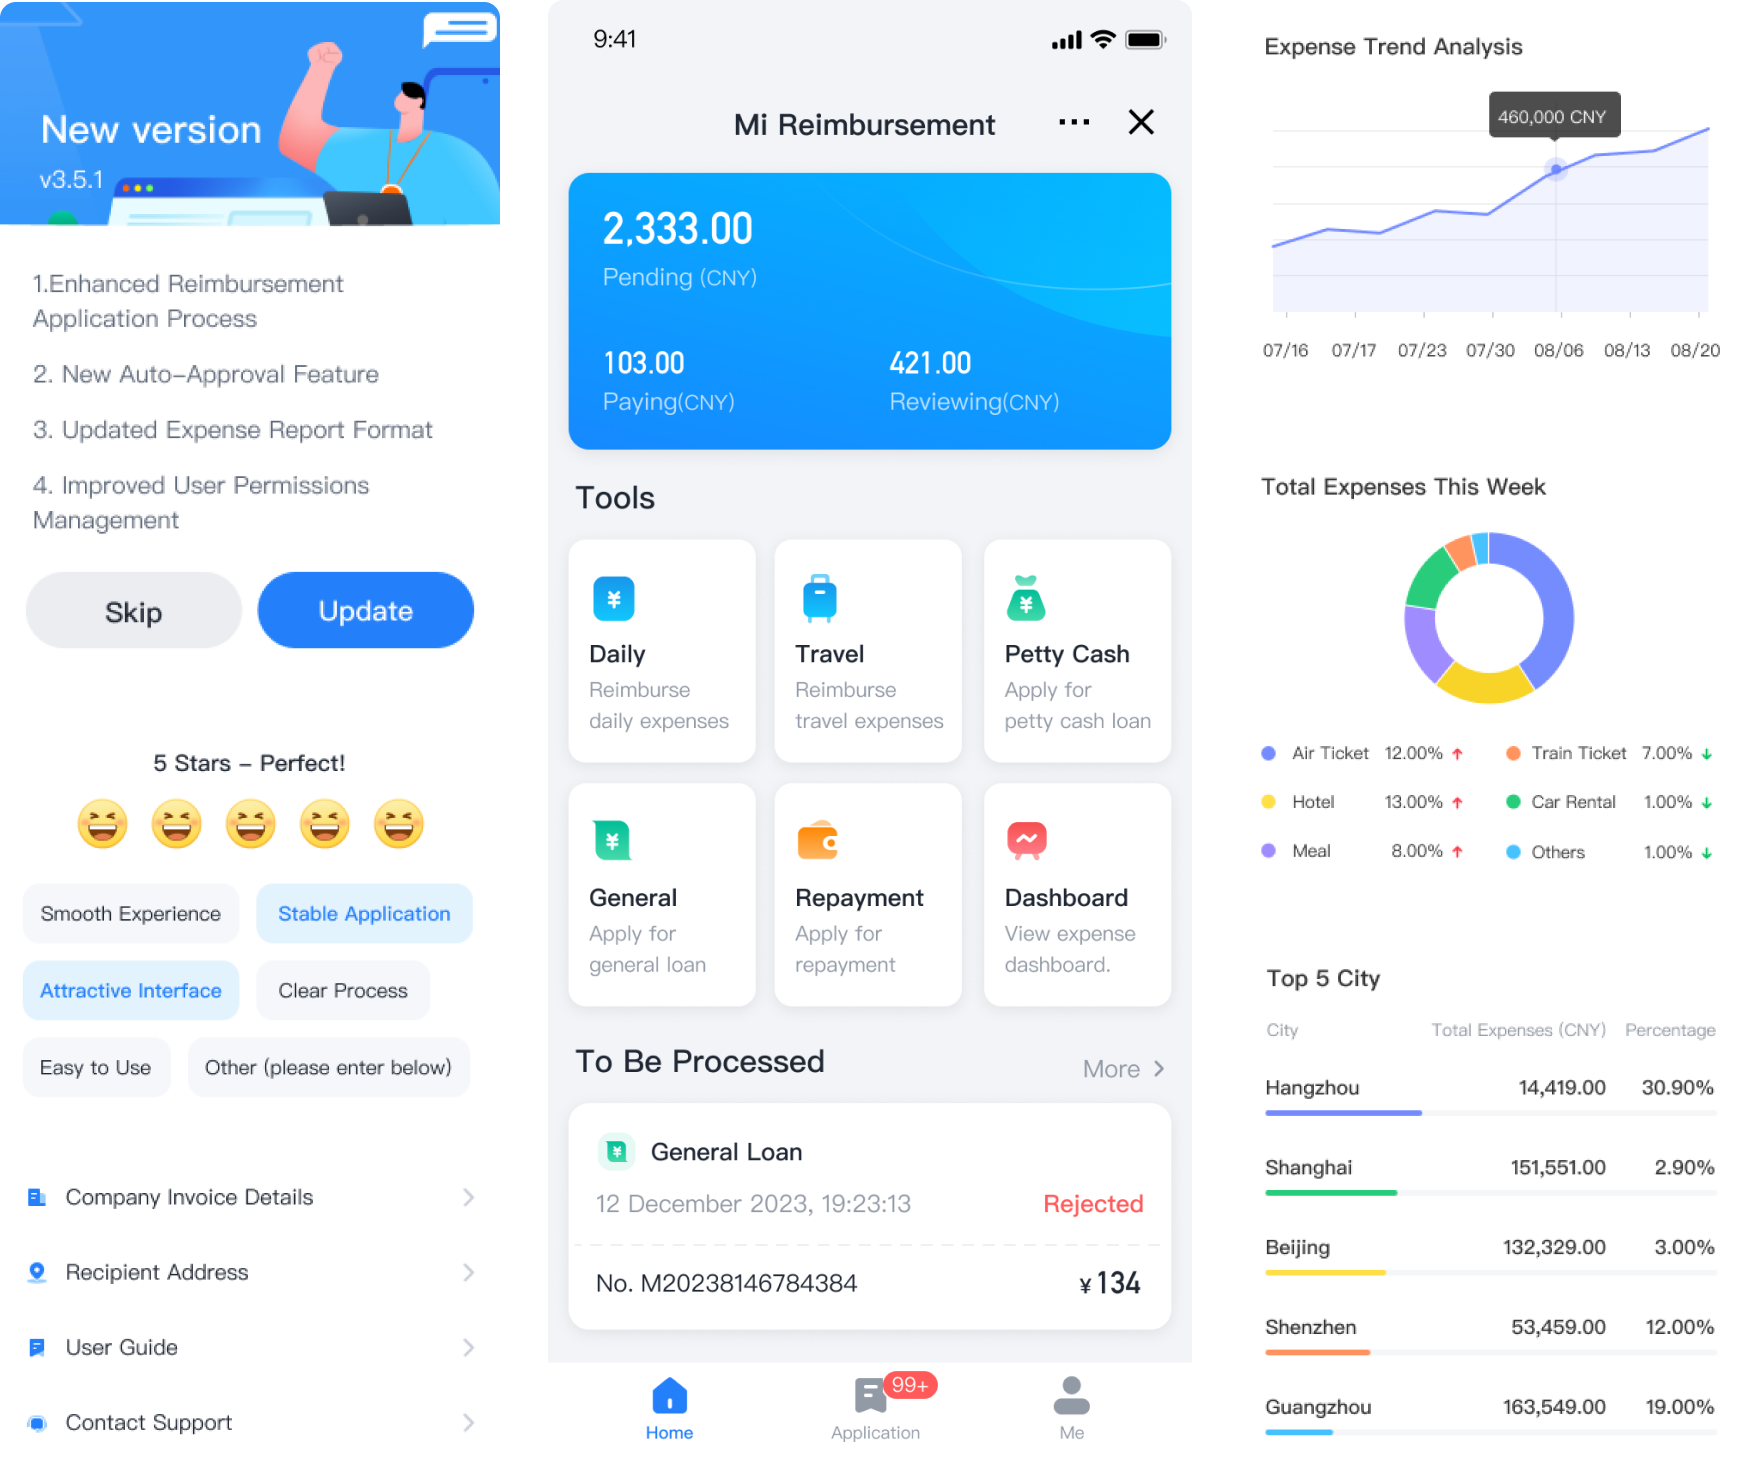 New version
v3.5.1
1.Enhanced Reimbursement
Application Process
2. New Auto-Approval Feature
3. Updated Expense Report Format
4. Improved User Permissions
Management
Skip
Update
5 Stars - Perfect!
Smooth Experience
Stable Application
Attractive Interface
Clear Process
Easy to Use
Other (please enter below)
Company Invoice Details
Recipient Address
User Guide
Contact Support
9:41
Mi Reimbursement
2,333.00
Pending (CNY)
103.00
Paying(CNY)
421.00
Reviewing(CNY)
Tools
¥
Daily
Reimburse
daily expenses
Travel
Reimburse
travel expenses
¥
Petty Cash
Apply for
petty cash loan
¥
General
Apply for
general loan
Repayment
Apply for
repayment
Dashboard
View expense
dashboard.
To Be Processed
More
¥
General Loan
12 December 2023, 19:23:13
Rejected
No. M20238146784384
¥ 134
Home
99+
Application
Me
Expense Trend Analysis
460,000 CNY
07/16 07/17 07/23 07/30 08/06 08/13 08/20
Total Expenses This Week
Air Ticket 12.00%
Train Ticket 7.00%
Hotel 13.00%
Car Rental 1.00%
Meal 8.00%
Others 1.00%
Top 5 City
City Total Expenses (CNY) Percentage
Hangzhou 14,419.00 30.90%
Shanghai 151,551.00 2.90%
Beijing 132,329.00 3.00%
Shenzhen 53,459.00 12.00%
Guangzhou 163,549.00 19.00%